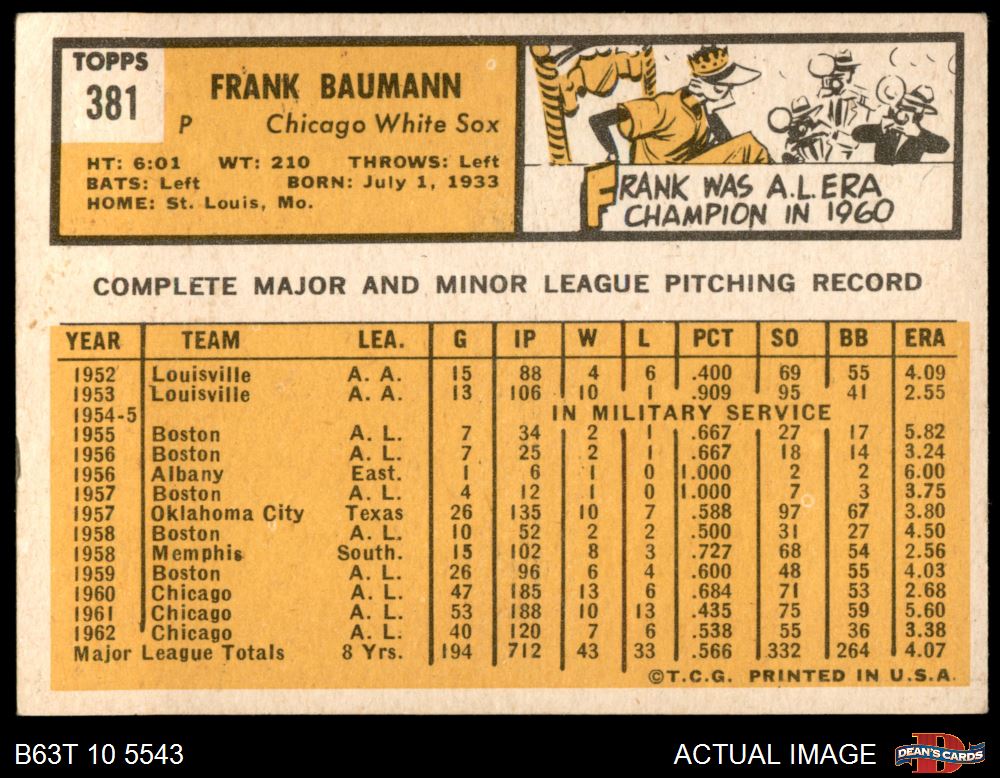 TOPPS
381
FRANK BAUMANN
P Chicago White Sox
HT: 6:01 WT: 210 THROWS: Left
BATS: Left BORN: July 1, 1933
HOME: St. Louis, Mo.
FRANK WAS A.L. ERA
CHAMPION IN 1960
COMPLETE MAJOR AND MINOR LEAGUE PITCHING RECORD
YEAR TEAM LEA. G IP W L PCT SO BB ERA
1952 Louisville A. A. 15 88 4 6 .400 69 55 4.09
1953 Louisville A. A. 13 106 10 1 .909 95 41 2.55
1954-5 IN MILITARY SERVICE
1955 Boston A. L. 7 34 2 1 .667 27 17 5.82
1956 Boston A. L. 7 25 2 1 .667 18 14 3.24
1956 Albany East. 1 6 1 0 1.000 2 2 6.00
1957 Boston A. L. 4 12 1 0 1.000 7 3 3.75
1957 Oklahoma City Texas 26 135 10 7 .588 97 67 3.80
1958 Boston A. L. 10 52 2 2 .500 31 27 4.50
1958 Memphis South. 15 102 8 3 .727 68 54 2.56
1959 Boston A. L. 26 96 6 4 .600 48 55 4.03
1960 Chicago A. L. 47 185 13 6 .684 71 53 2.68
1961 Chicago A. L. 53 188 10 13 .435 75 59 5.60
1962 Chicago A. L. 40 120 7 6 .538 55 36 3.38
Major League Totals 8 Yrs. 194 712 43 33 .566 332 264 4.07
©T.C.G. PRINTED IN U.S.A.
B63T 10 5543 ACTUAL IMAGE DEAN'S CARDS